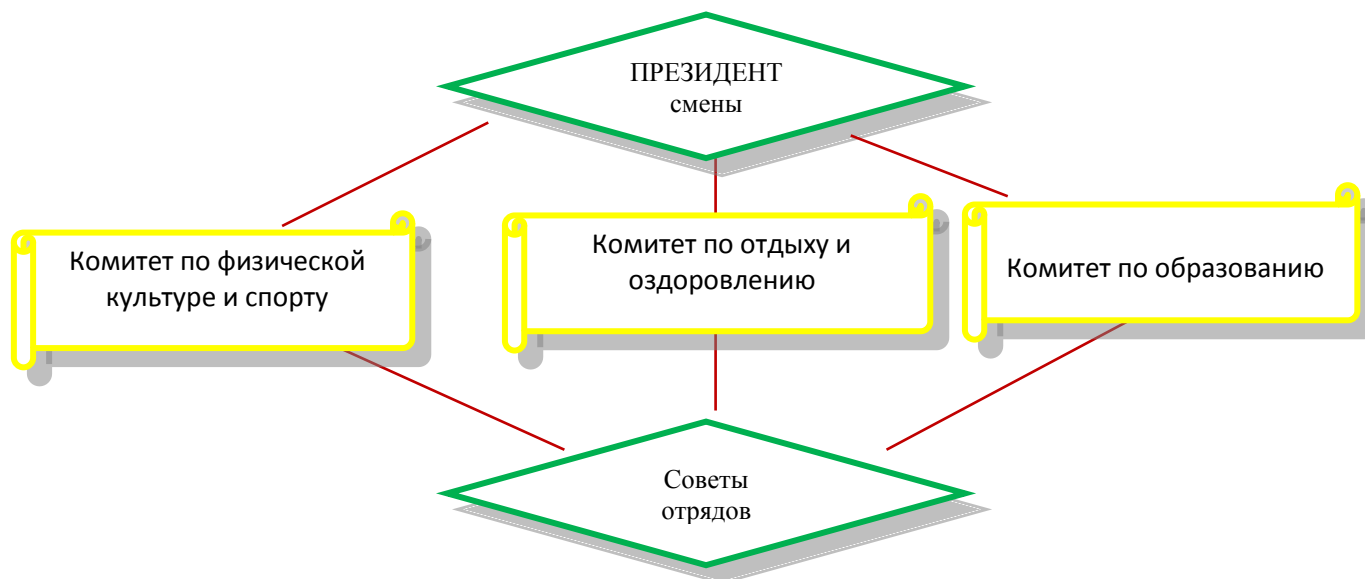 ПРЕЗИДЕНТ
смены
Комитет по физической
культуре и спорту
Комитет по отдыху и
оздоровлению
Комитет по образованию
Советы
отрядов